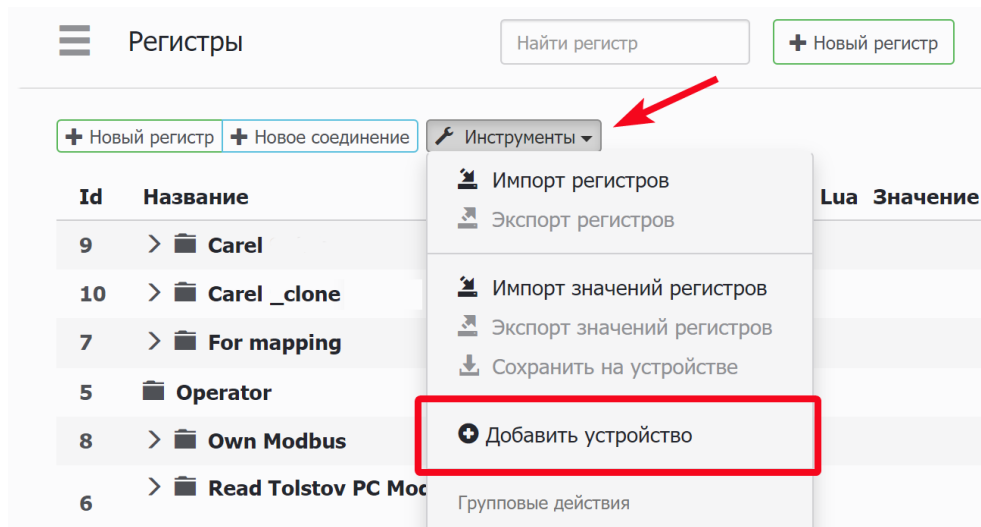 Регистры
Найти регистр
Новый регистр
Новый регистр Новое соединение Инструменты
Импорт регистров
Экспорт регистров
Id Название Lua Значение
9 Carel
10 Carel _clone
Импорт значений регистров
7 For mapping
Экспорт значений регистров
Сохранить на устройстве
5 Operator
8 Own Modbus
Добавить устройство
6 Read Tolstov PC
Групповые действия